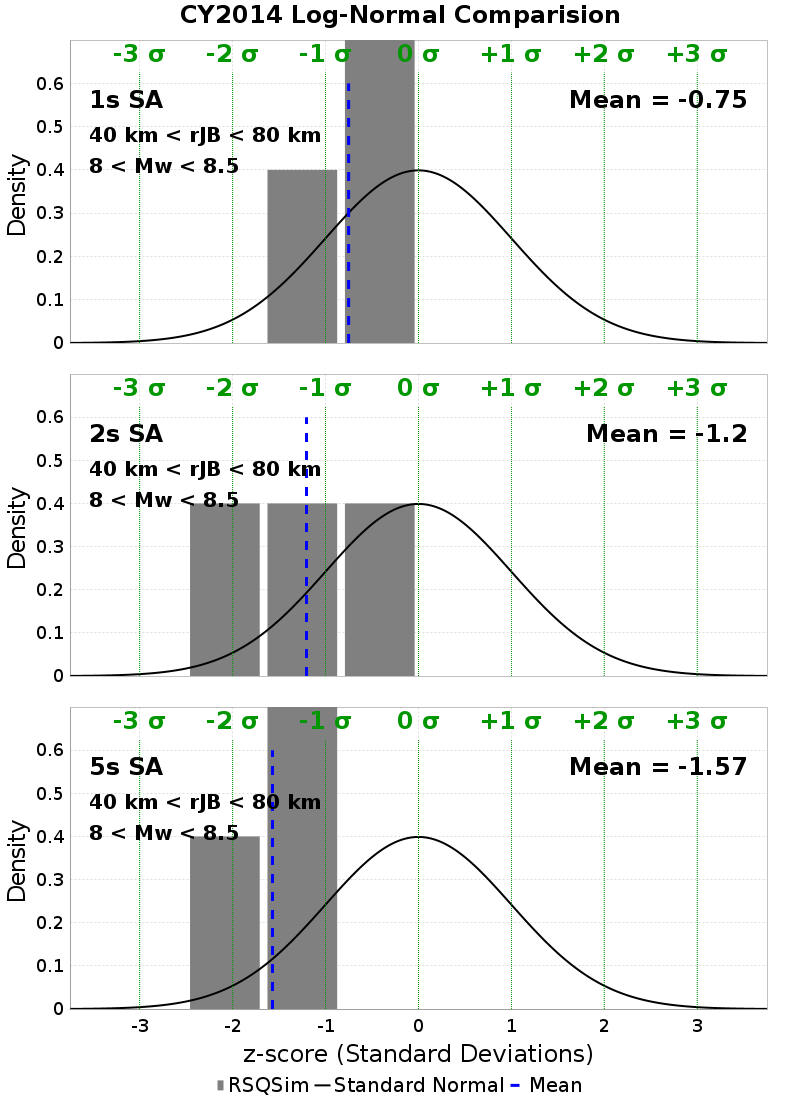 CY2014 Log-Normal Comparision
-3 σ -2 σ -1 σ 0 σ +1 σ +2 σ +3 σ
1s SA
Mean = -0.75
40 km < rJB < 80 km
8 < Mw < 8.5
Density
0.6
0.5
0.4
0.3
0.2
0.1
0
-3 σ -2 σ -1 σ 0 σ +1 σ +2 σ +3 σ
2s SA
Mean = -1.2
40 km < rJB < 80 km
8 < Mw < 8.5
Density
0.6
0.5
0.4
0.3
0.2
0.1
0
-3 σ -2 σ -1 σ 0 σ +1 σ +2 σ +3 σ
5s SA
Mean = -1.57
40 km < rJB < 80 km
8 < Mw < 8.5
Density
0.6
0.5
0.4
0.3
0.2
0.1
0
-3 -2 -1 0 1 2 3
z-score (Standard Deviations)
RSQSim Standard Normal Mean